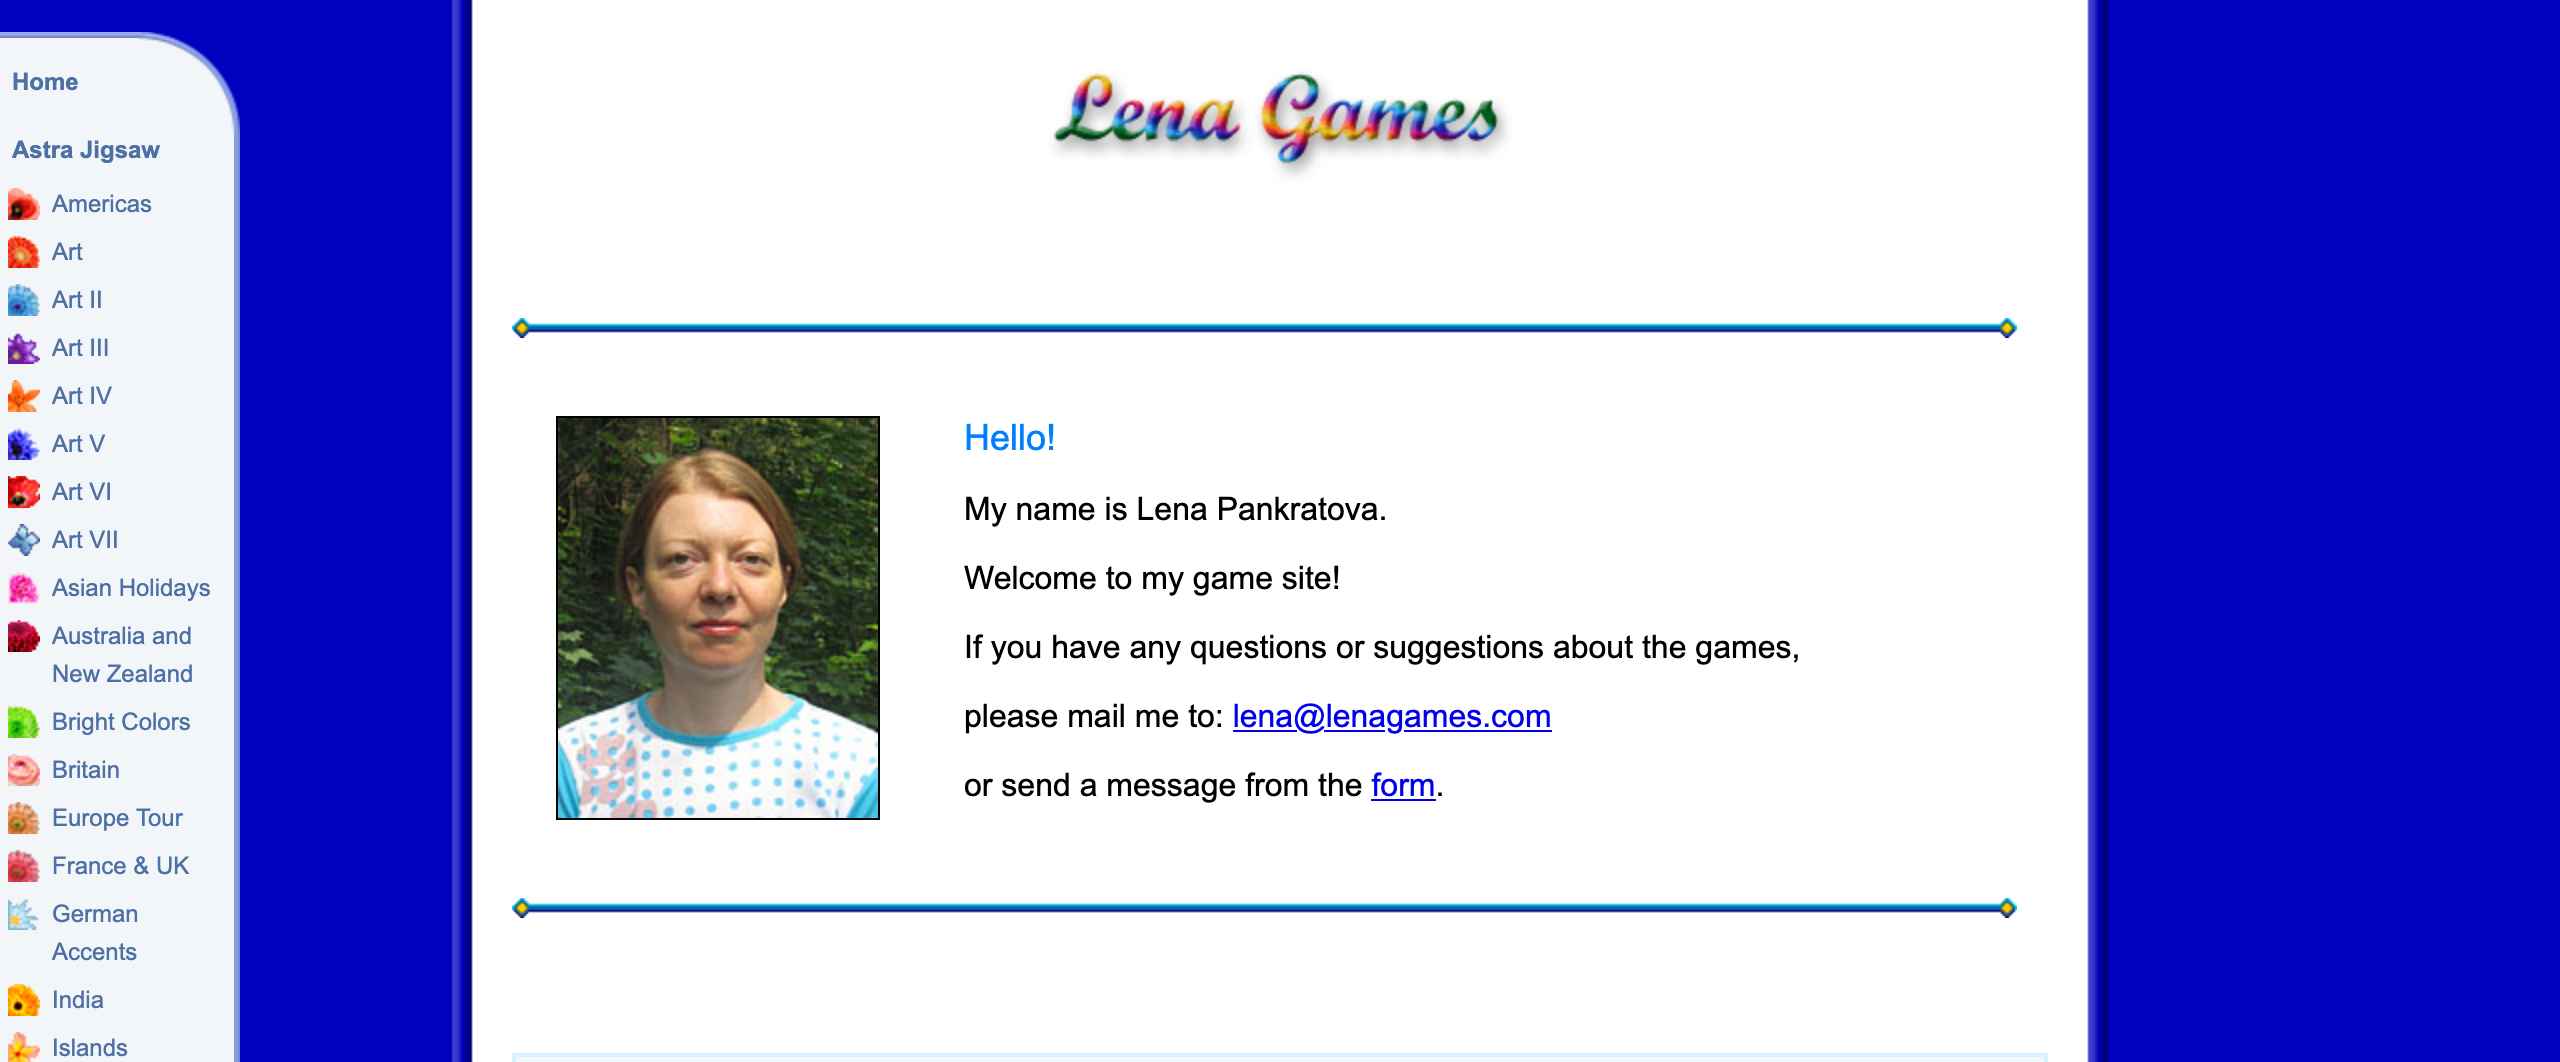 Home
Astra Jigsaw
Americas
Art
Art II
Art III
Art IV
Art V
Art VI
Art VII
Asian Holidays
Australia and
New Zealand
Bright Colors
Britain
Europe Tour
France & UK
German
Accents
India
Islands
Lena Games
Hello!
My name is Lena Pankratova.
Welcome to my game site!
If you have any questions or suggestions about the games,
please mail me to: lena@lenagames.com
or send a message from the form.